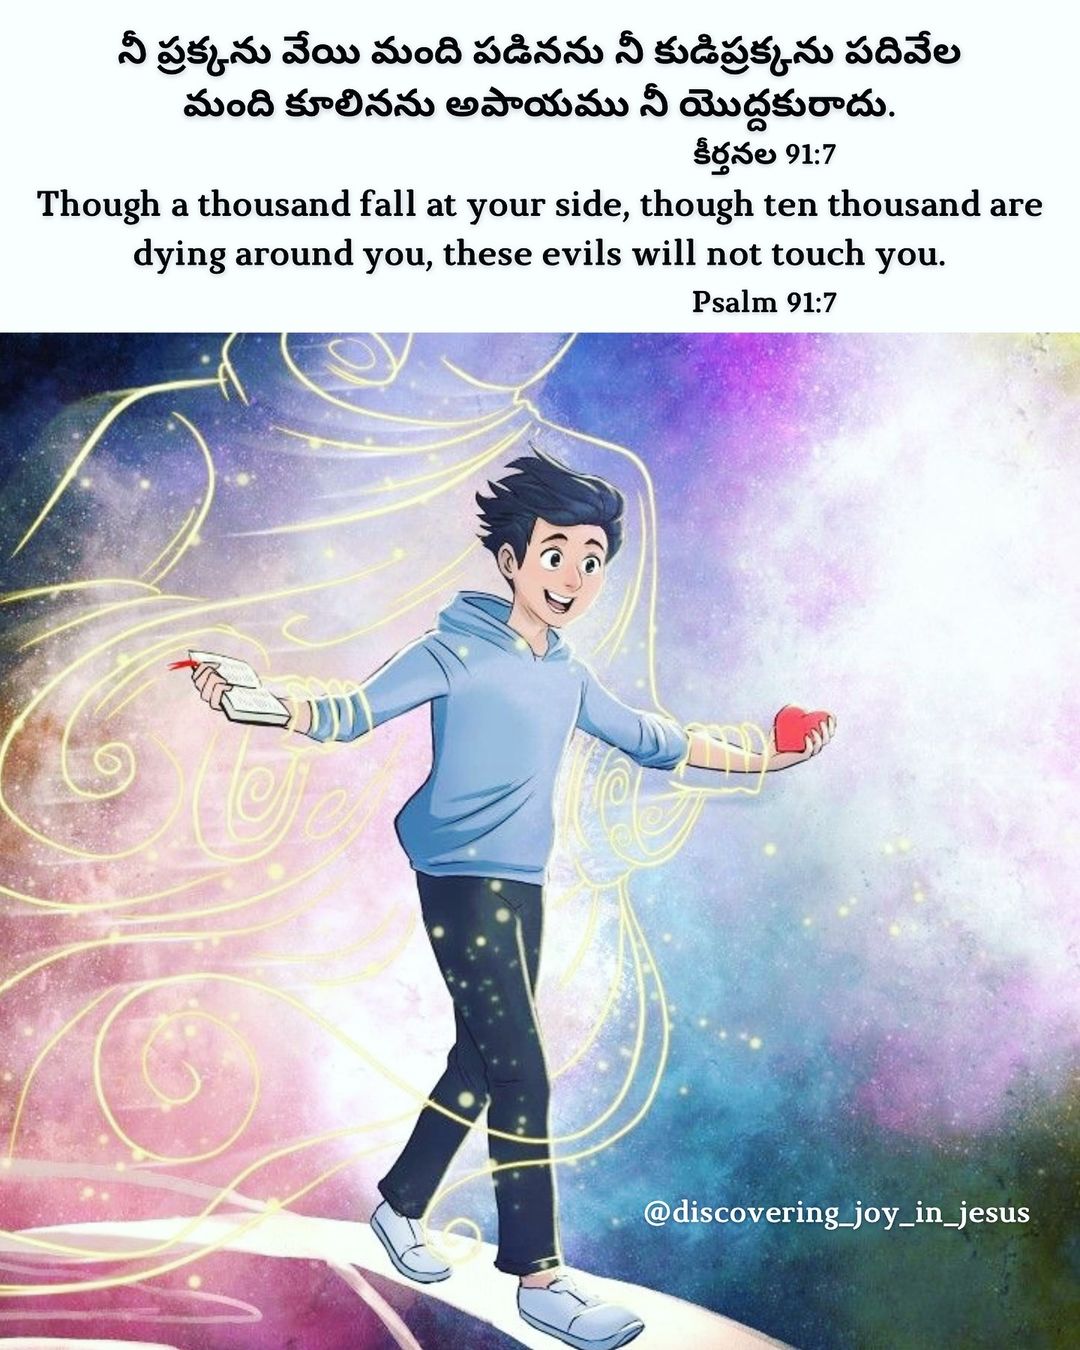 నీ ప్రక్కను వేయి మంది పడినను నీ కుడిప్రక్కను పదివేల
మంది కూలినను అపాయము నీ యొద్దకురాదు.
కీర్తనల 91:7
Though a thousand fall at your side, though ten thousand are
dying around you, these evils will not touch you.
Psalm 91:7
@discovering_joy_in_jesus